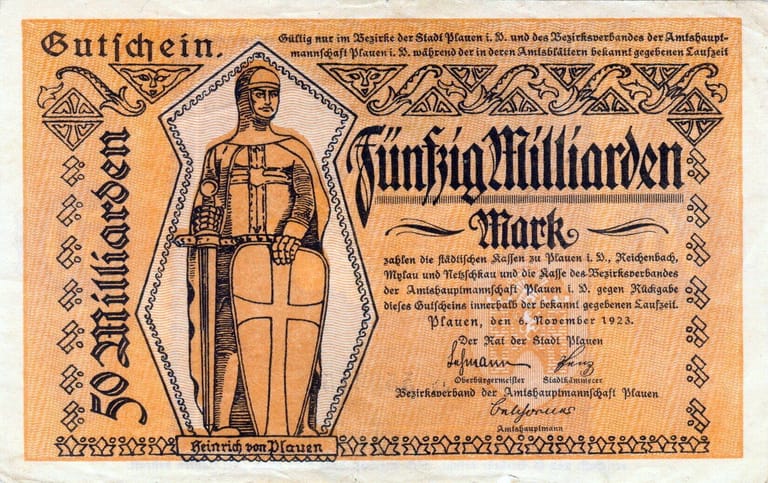 Gutschein.
Gültig nur im Bezirke der Stadt Plauen i. V. und des Bezirksverbandes der Amtshaupt-
mannschaft Plauen i. V. während der in deren Amtsblättern bekannt gegebenen Laufzeit
50 Milliarden
Fünfzig Milliarden
Mark
zahlen die städtischen Kassen zu Plauen i. V., Reichenbach,
Mylau und Netzschkau und die Kasse des Bezirksverbandes
der Amtshauptmannschaft Plauen i. V. gegen Rückgabe
dieses Gutscheins innerhalb der bekannt gegebenen Laufzeit.
Plauen, den 6. November 1923.
Der Rat der Stadt Plauen
Lehmann
Oberbürgermeister Stadtkämmerer
Bezirksverband der Amtshauptmannschaft Plauen
Amtshauptmann
Heinrich von Plauen